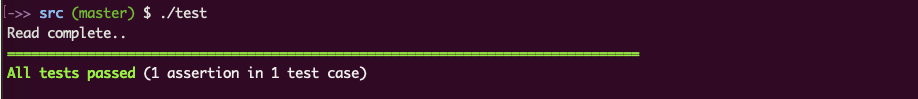 ->> src (master) $ ./test
Read complete..
===============================================================================
All tests passed (1 assertion in 1 test case)